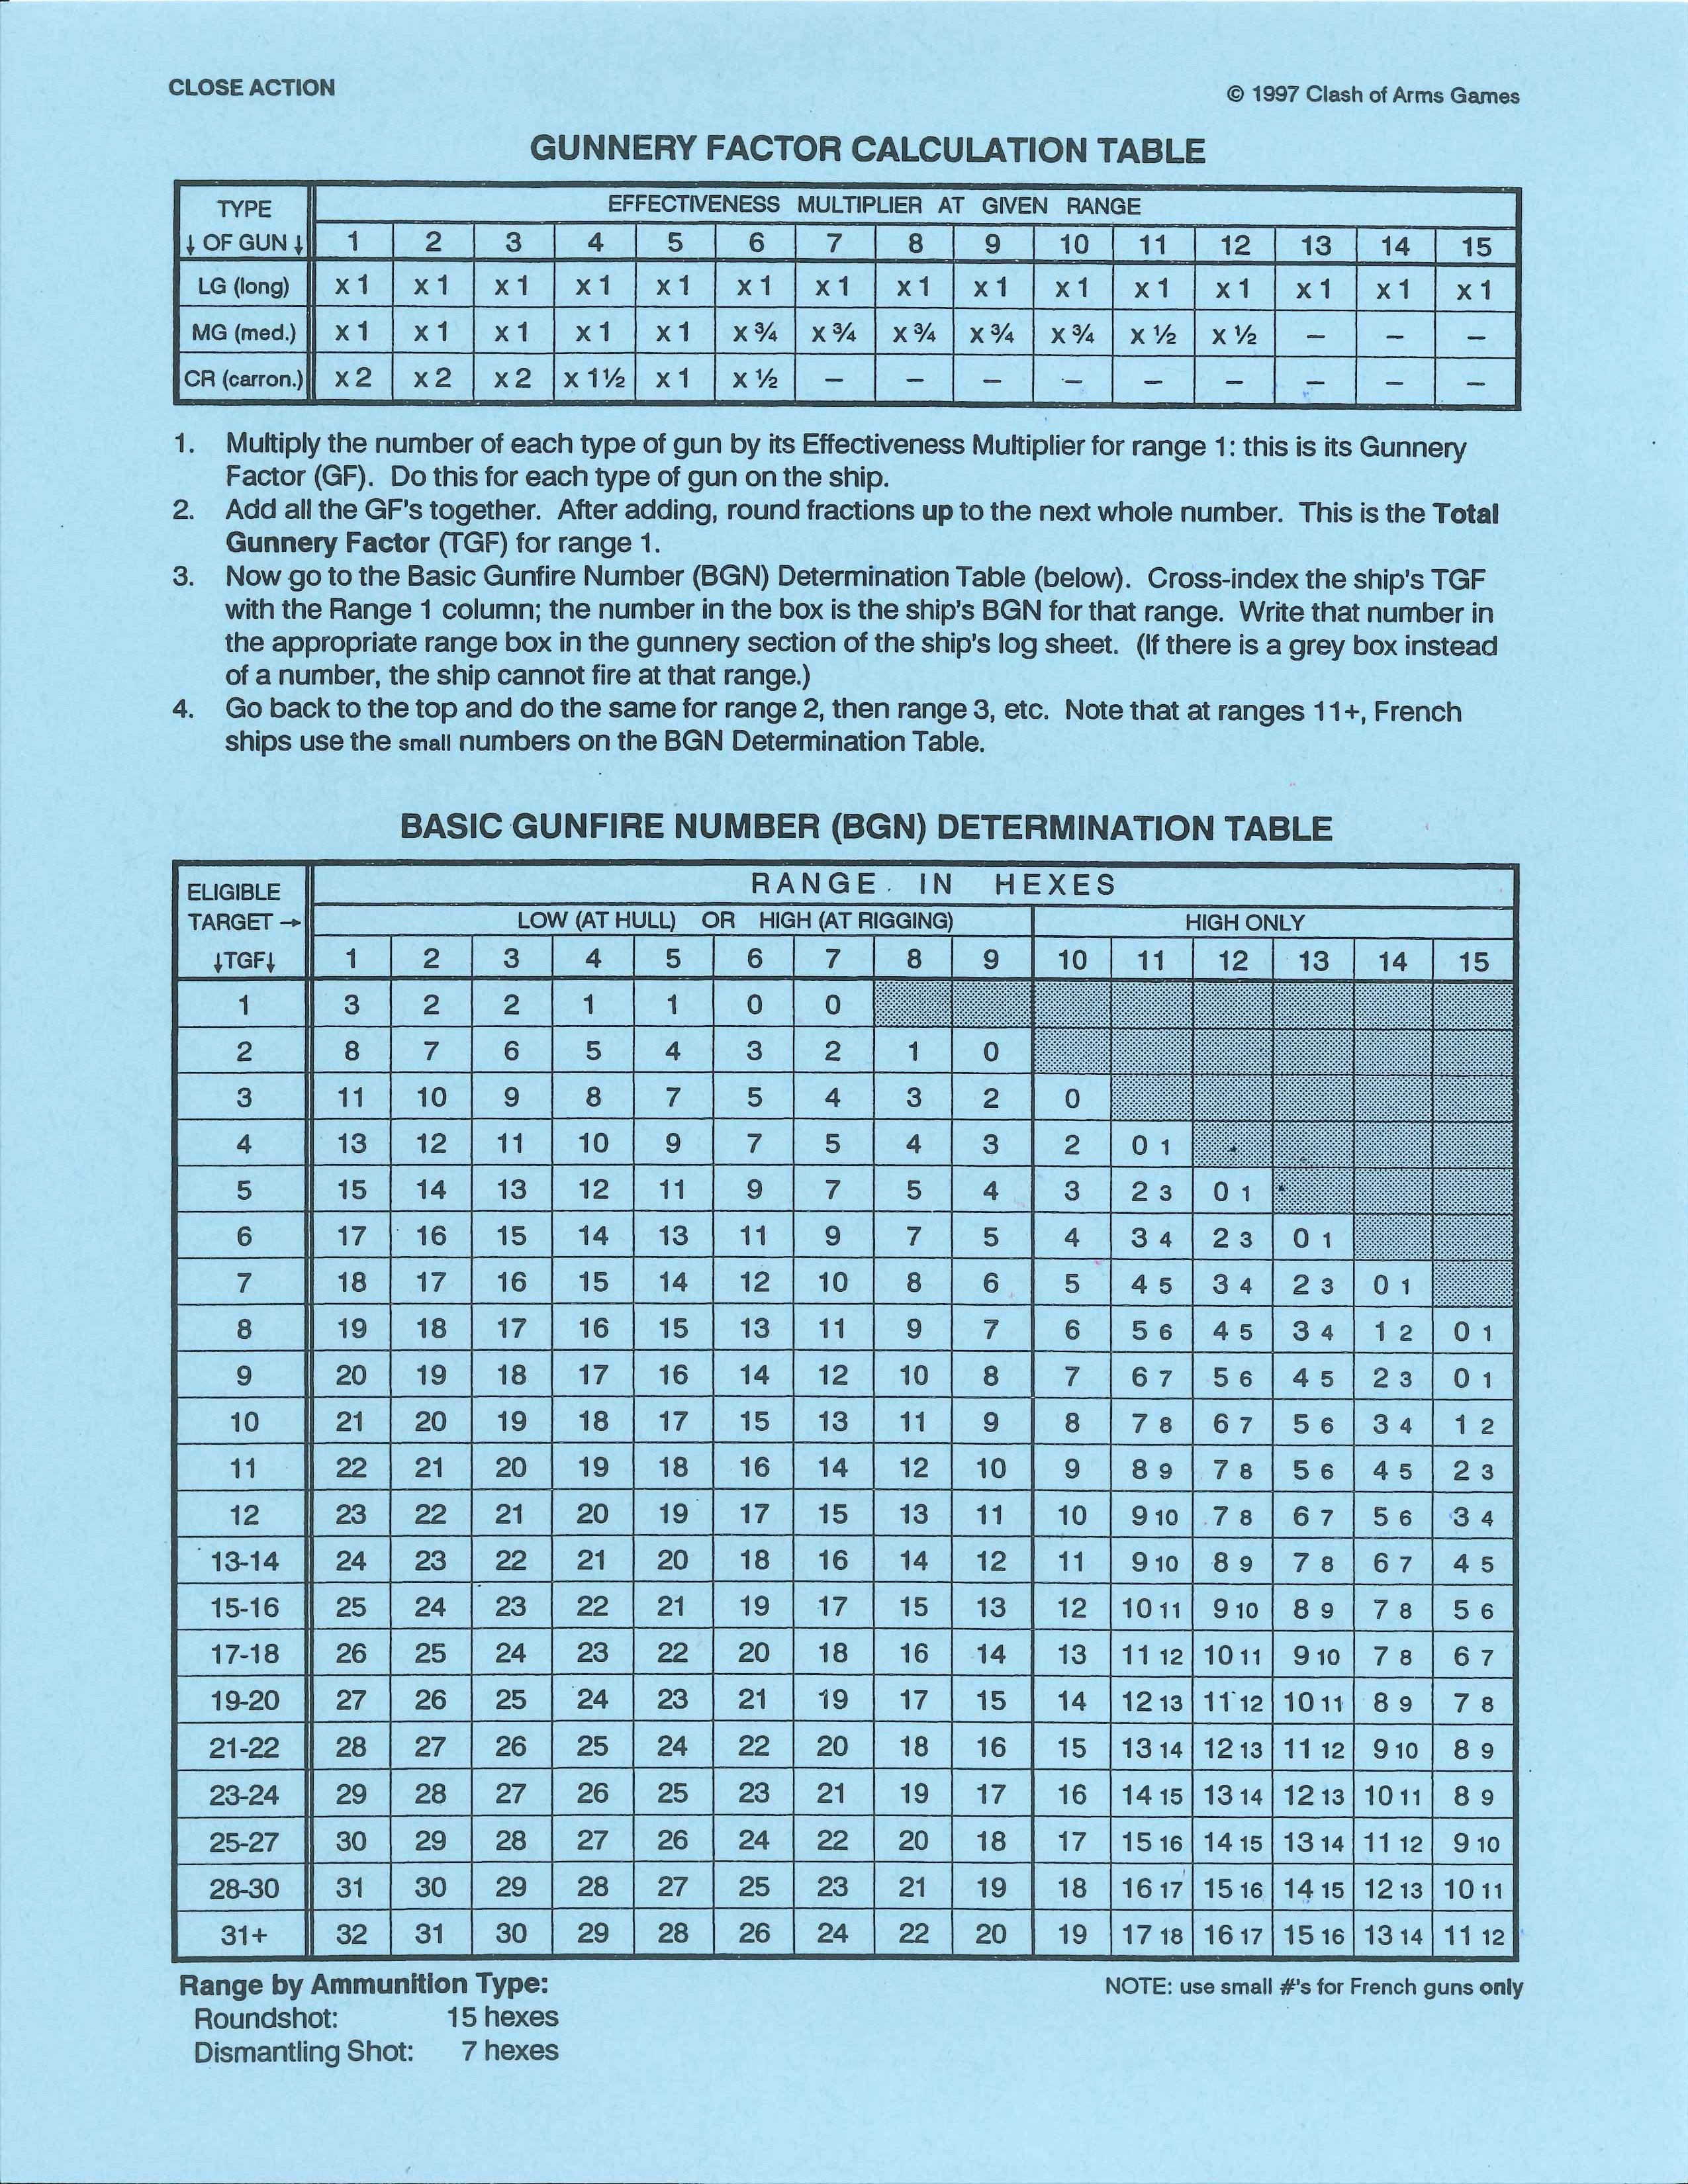 CLOSE ACTION
© 1997 Clash of Arms Games
GUNNERY FACTOR CALCULATION TABLE
TYPE EFFECTIVENESS MULTIPLIER AT GIVEN RANGE
↓ OF GUN ↓ 1 2 3 4 5 6 7 8 9 10 11 12 13 14 15
LG (long) x 1 x 1 x 1 x 1 x 1 x 1 x 1 x 1 x 1 x 1 x 1 x 1 x 1 x 1 x 1
MG (med.) x 1 x 1 x 1 x 1 x 1 x ¾ x ¾ x ¾ x ¾ x ¾ x ½ x ½ – – –
CR (carron.) x 2 x 2 x 2 x 1½ x 1 x ½ – – – – – – – – –
1. Multiply the number of each type of gun by its Effectiveness Multiplier for range 1: this is its Gunnery
Factor (GF). Do this for each type of gun on the ship.
2. Add all the GF's together. After adding, round fractions up to the next whole number. This is the Total
Gunnery Factor (TGF) for range 1.
3. Now go to the Basic Gunfire Number (BGN) Determination Table (below). Cross-index the ship's TGF
with the Range 1 column; the number in the box is the ship's BGN for that range. Write that number in
the appropriate range box in the gunnery section of the ship's log sheet. (If there is a grey box instead
of a number, the ship cannot fire at that range.)
4. Go back to the top and do the same for range 2, then range 3, etc. Note that at ranges 11+, French
ships use the small numbers on the BGN Determination Table.
BASIC GUNFIRE NUMBER (BGN) DETERMINATION TABLE
ELIGIBLE RANGE IN HEXES
TARGET → LOW (AT HULL) OR HIGH (AT RIGGING) HIGH ONLY
↓TGF↓ 1 2 3 4 5 6 7 8 9 10 11 12 13 14 15
1 3 2 2 1 1 0 0
2 8 7 6 5 4 3 2 1 0
3 11 10 9 8 7 5 4 3 2 0
4 13 12 11 10 9 7 5 4 3 2 0 1
5 15 14 13 12 11 9 7 5 4 3 2 3 0 1
6 17 16 15 14 13 11 9 7 5 4 3 4 2 3 0 1
7 18 17 16 15 14 12 10 8 6 5 4 5 3 4 2 3 0 1
8 19 18 17 16 15 13 11 9 7 6 5 6 4 5 3 4 1 2 0 1
9 20 19 18 17 16 14 12 10 8 7 6 7 5 6 4 5 2 3 0 1
10 21 20 19 18 17 15 13 11 9 8 7 8 6 7 5 6 3 4 1 2
11 22 21 20 19 18 16 14 12 10 9 8 9 7 8 5 6 4 5 2 3
12 23 22 21 20 19 17 15 13 11 10 9 10 7 8 6 7 5 6 3 4
13-14 24 23 22 21 20 18 16 14 12 11 9 10 8 9 7 8 6 7 4 5
15-16 25 24 23 22 21 19 17 15 13 12 10 11 9 10 8 9 7 8 5 6
17-18 26 25 24 23 22 20 18 16 14 13 11 12 10 11 9 10 7 8 6 7
19-20 27 26 25 24 23 21 19 17 15 14 12 13 11 12 10 11 8 9 7 8
21-22 28 27 26 25 24 22 20 18 16 15 13 14 12 13 11 12 9 10 8 9
23-24 29 28 27 26 25 23 21 19 17 16 14 15 13 14 12 13 10 11 8 9
25-27 30 29 28 27 26 24 22 20 18 17 15 16 14 15 13 14 11 12 9 10
28-30 31 30 29 28 27 25 23 21 19 18 16 17 15 16 14 15 12 13 10 11
31+ 32 31 30 29 28 26 24 22 20 19 17 18 16 17 15 16 13 14 11 12
Range by Ammunition Type: NOTE: use small #'s for French guns only
Roundshot: 15 hexes
Dismantling Shot: 7 hexes